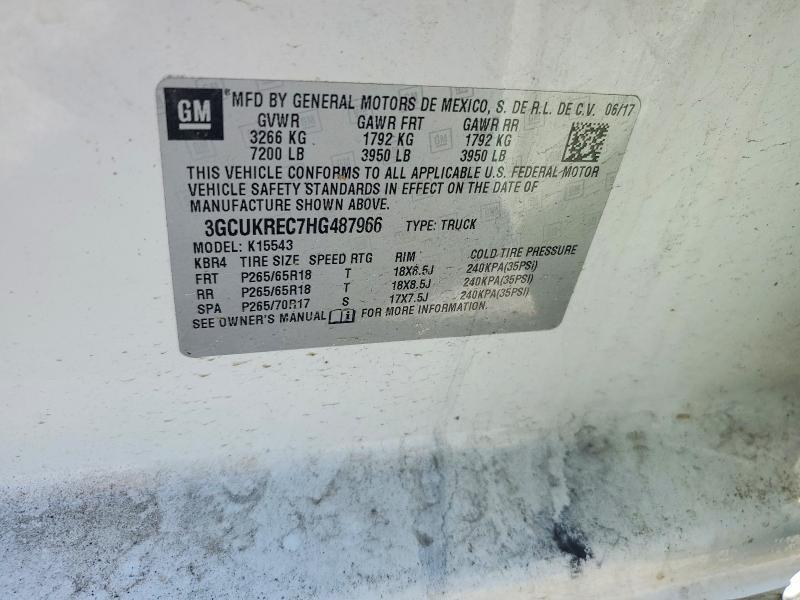 GM
®MFD BY GENERAL MOTORS DE MEXICO, S. DE R.L. DE C.V. 06/17
GVWR GAWR FRT GAWR RR
3266 KG 1792 KG 1792 KG
7200 LB 3950 LB 3950 LB
THIS VEHICLE CONFORMS TO ALL APPLICABLE U.S. FEDERAL MOTOR
VEHICLE SAFETY STANDARDS IN EFFECT ON THE DATE OF
MANUFACTURE SHOWN ABOVE.
3GCUKREC7HG487966 TYPE: TRUCK
MODEL: K15543
KBR4 TIRE SIZE SPEED RTG RIM COLD TIRE PRESSURE
FRT P265/65R18 T 18X8.5J 240KPA(35PSI)
RR P265/65R18 T 18X8.5J 240KPA(35PSI)
SPA P265/70R17 S 17X7.5J 240KPA(35PSI)
SEE OWNER'S MANUAL FOR MORE INFORMATION.